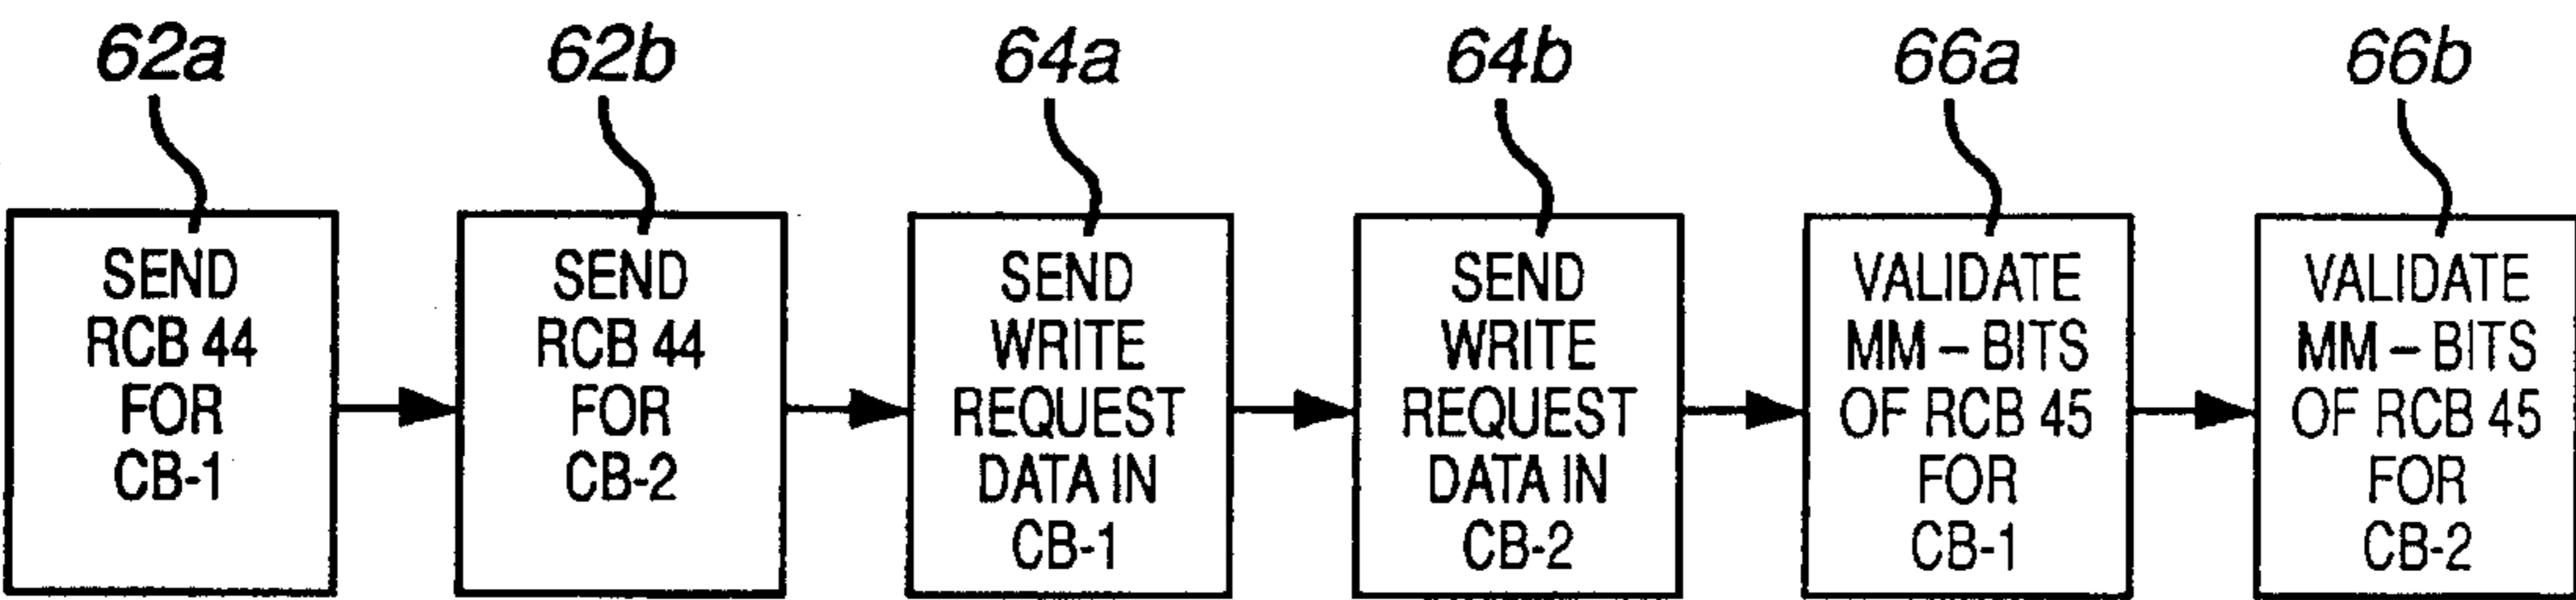 62a
62b
64a
64b
66a
66b
SEND
RCB 44
FOR
CB-1
SEND
RCB 44
FOR
CB-2
SEND
WRITE
REQUEST
DATA IN
CB-1
SEND
WRITE
REQUEST
DATA IN
CB-2
VALIDATE
MM – BITS
OF RCB 45
FOR
CB-1
VALIDATE
MM – BITS
OF RCB 45
FOR
CB-2